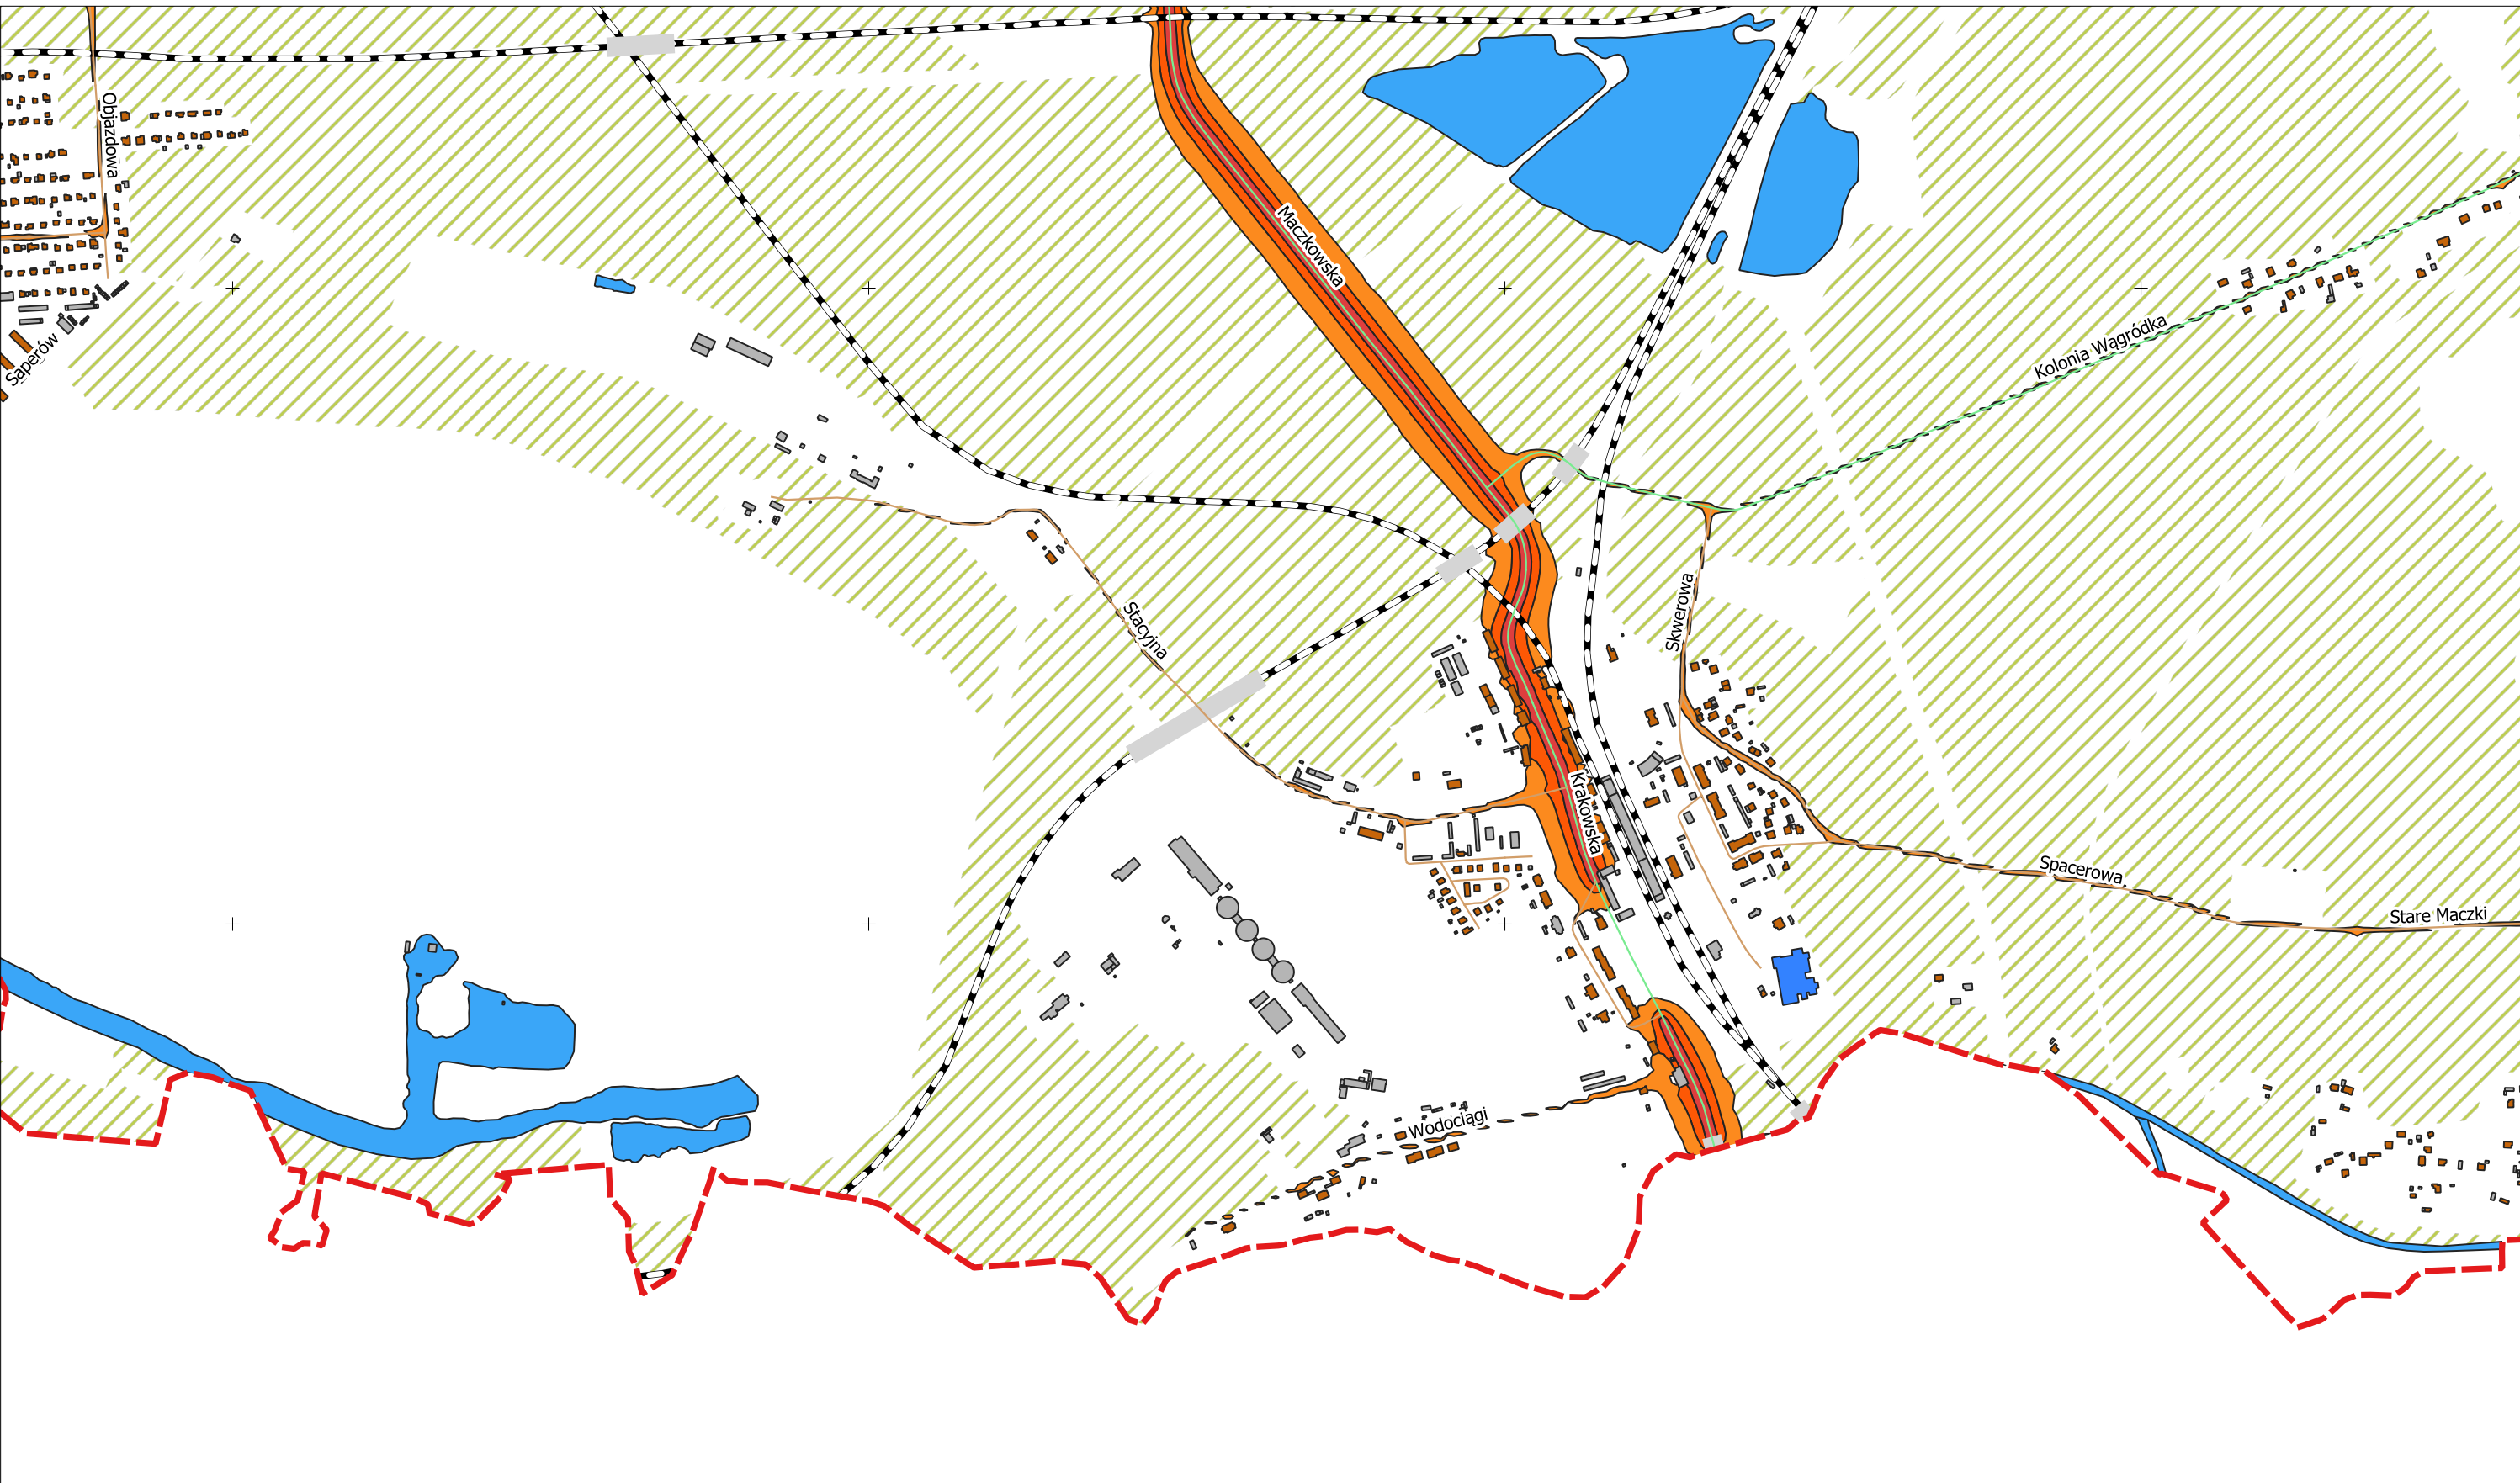 Objazdowa
Maczkowska
Saperów
Kolonia Wągródka
Skwerowa
Stacyjna
Krakowska
Spacerowa
Stare Maczki
Wodociągi